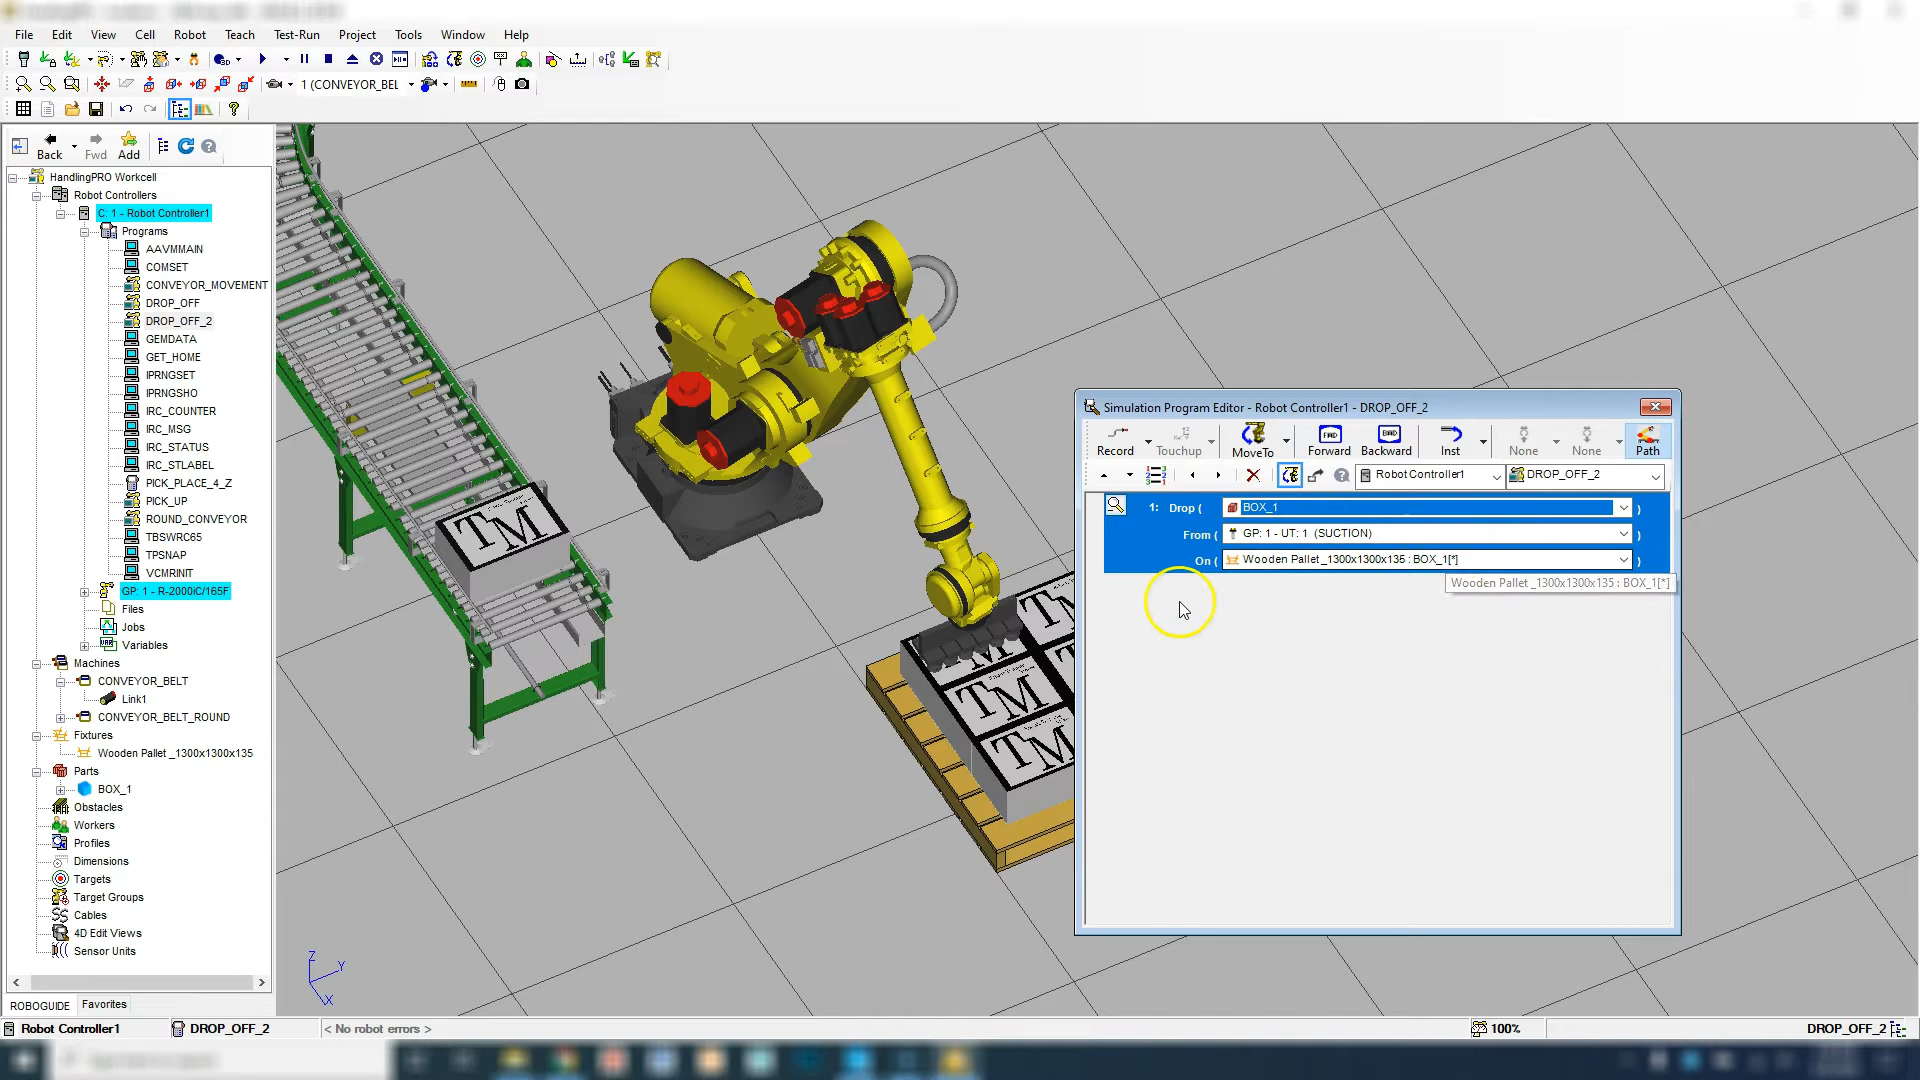 File Edit View Cell Robot Teach Test-Run Project Tools Window Help
1 (CONVEYOR_BEL
Back Fwd Add
HandlingPRO Workcell
Robot Controllers
C: 1 - Robot Controller1
Programs
AAVMMAIN
COMSET
CONVEYOR_MOVEMENT
DROP_OFF
DROP_OFF_2
GEMDATA
GET_HOME
IPRNGSET
IPRNGSHO
IRC_COUNTER
IRC_MSG
IRC_STATUS
IRC_STLABEL
PICK_PLACE_4_Z
PICK_UP
ROUND_CONVEYOR
TBSWRC65
TPSNAP
VCMRINIT
GP: 1 - R-2000iC/165F
Files
Jobs
Variables
Machines
CONVEYOR_BELT
Link1
CONVEYOR_BELT_ROUND
Fixtures
Wooden Pallet _1300x1300x135
Parts
BOX_1
Obstacles
Workers
Profiles
Dimensions
Targets
Target Groups
Cables
4D Edit Views
Sensor Units
ROBOGUIDE Favorites
TM
TM
TM
TM
TM
Z
Y
X
Simulation Program Editor - Robot Controller1 - DROP_OFF_2
Record Touchup MoveTo FWD Forward BWD Backward Inst None None Path
Robot Controller1 DROP_OFF_2
1: Drop ( BOX_1 )
From ( GP: 1 - UT: 1 (SUCTION) )
On ( Wooden Pallet _1300x1300x135 : BOX_1[*] )
Wooden Pallet _1300x1300x135 : BOX_1[*]
Robot Controller1 DROP_OFF_2 < No robot errors > 100% DROP_OFF_2